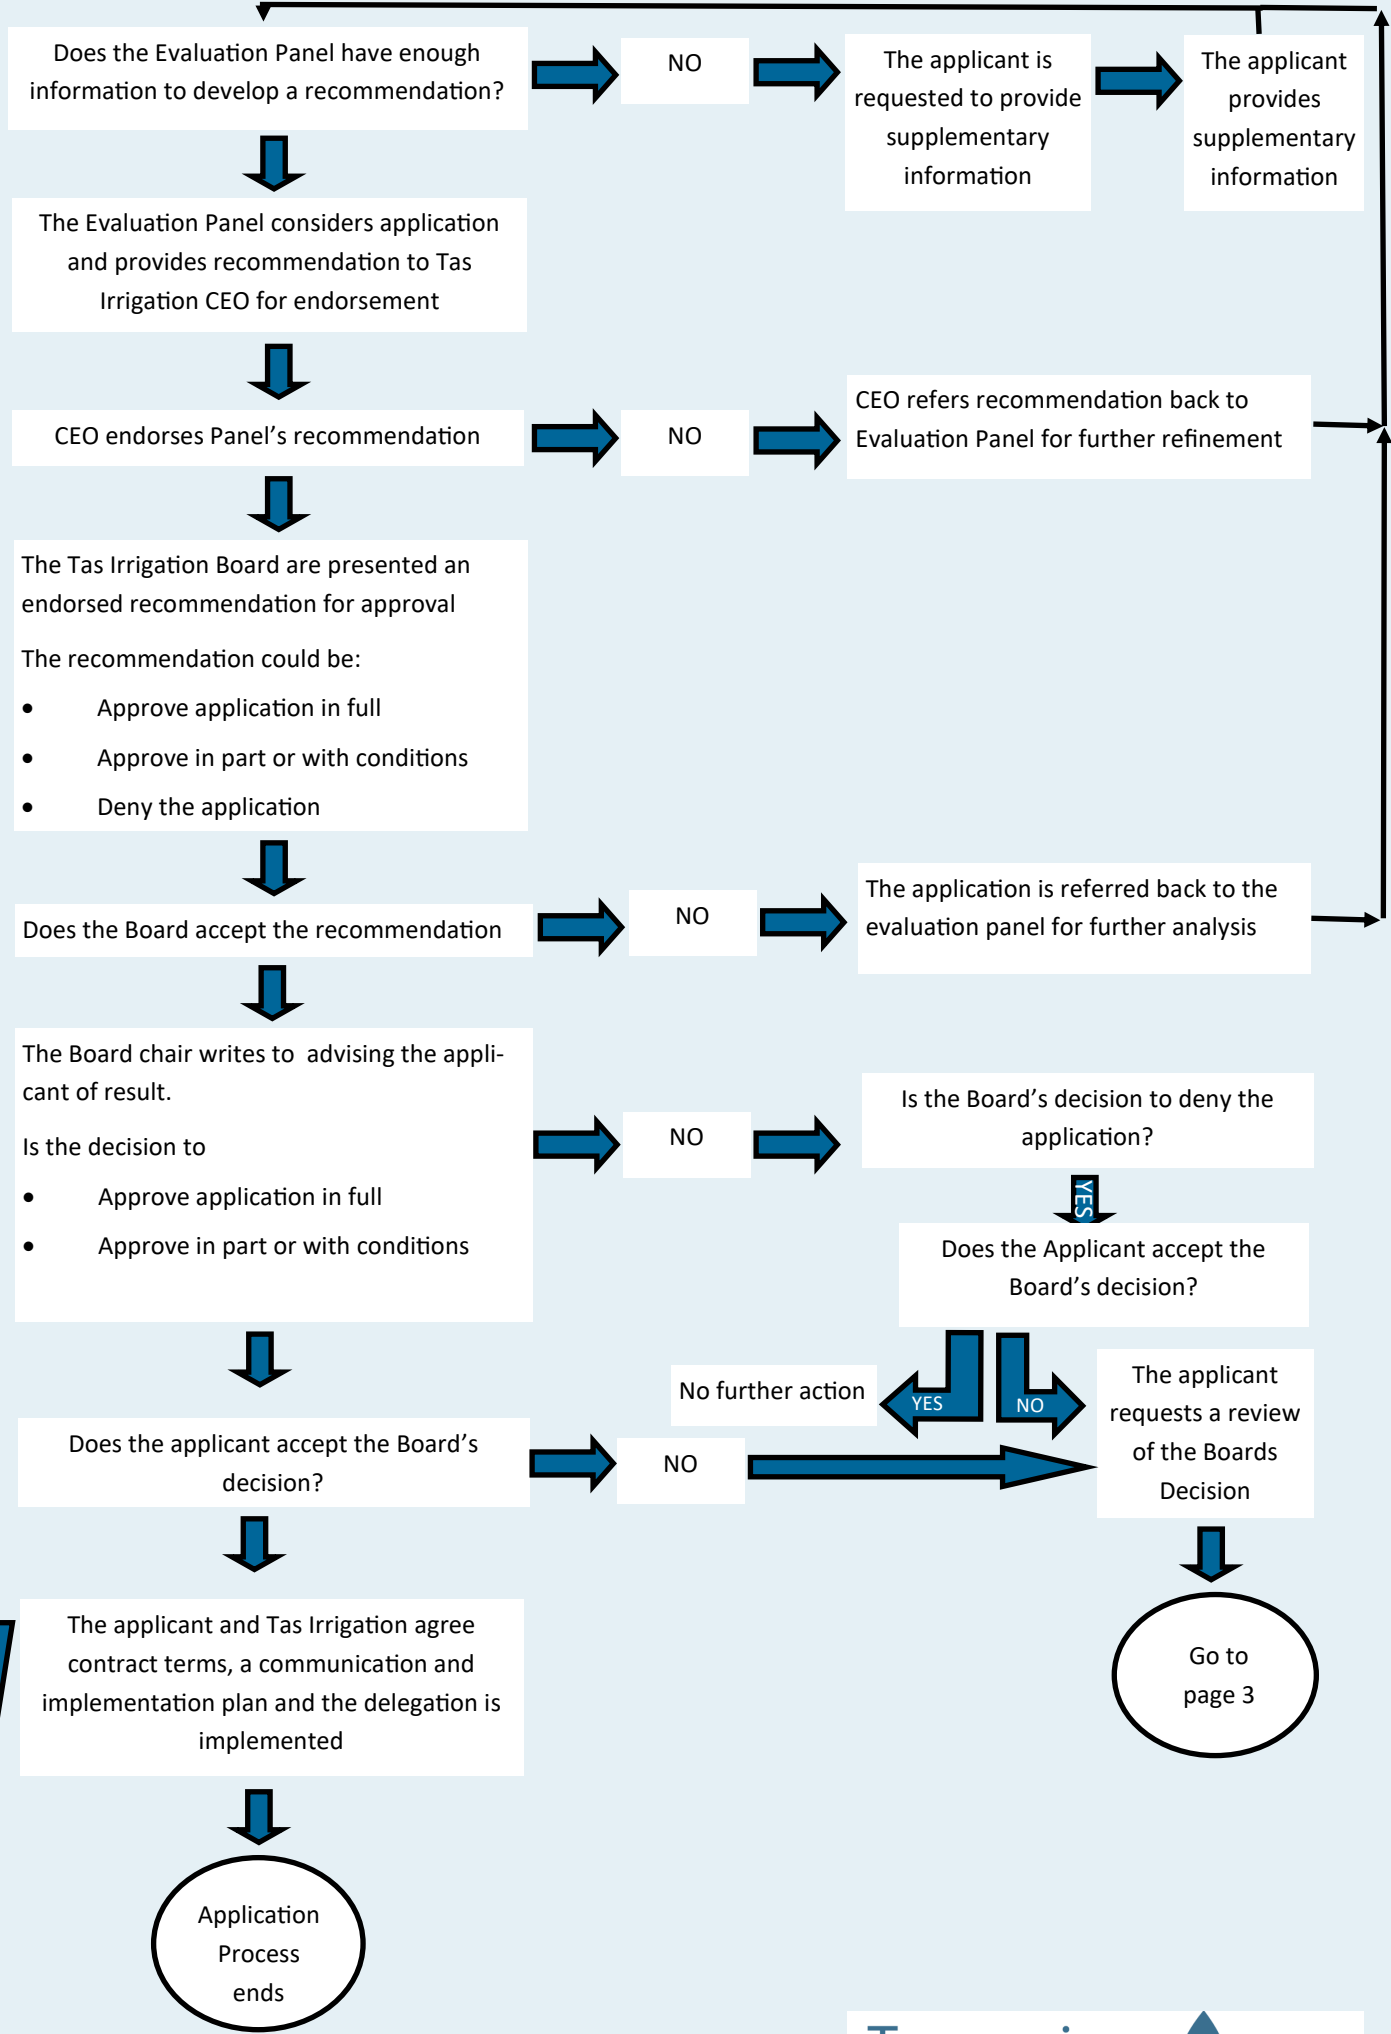 Does the Evaluation Panel have enough
information to develop a recommendation?
NO
The applicant is
requested to provide
supplementary
information
The applicant
provides
supplementary
information
The Evaluation Panel considers application
and provides recommendation to Tas
Irrigation CEO for endorsement
CEO endorses Panel's recommendation
NO
CEO refers recommendation back to
Evaluation Panel for further refinement
The Tas Irrigation Board are presented an
endorsed recommendation for approval
The recommendation could be:
• Approve application in full
• Approve in part or with conditions
• Deny the application
Does the Board accept the recommendation
NO
The application is referred back to the
evaluation panel for further analysis
The Board chair writes to  advising the appli-
cant of result.
Is the decision to
• Approve application in full
• Approve in part or with conditions
NO
Is the Board's decision to deny the
application?
YES
Does the Applicant accept the
Board's decision?
No further action
YES
NO
The applicant
requests a review
of the Boards
Decision
Does the applicant accept the Board's
decision?
NO
The applicant and Tas Irrigation agree
contract terms, a communication and
implementation plan and the delegation is
implemented
Go to
page 3
Application
Process
ends